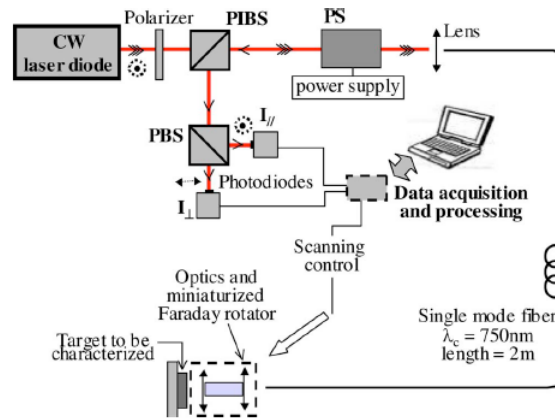 Polarizer
PIBS
PS
Lens
CW
laser diode
power supply
PBS
I//
Photodiodes
I⊥
Data acquisition
and processing
Scanning
control
Optics and
miniaturized
Faraday rotator
Target to be
characterized
Single mode fiber
λc = 750nm
length = 2m